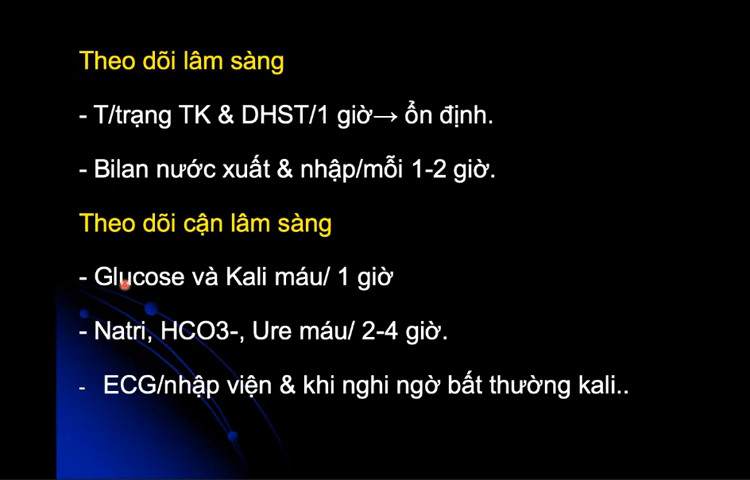 Theo dõi lâm sàng
- T/trạng TK & DHST/1 giờ→ ổn định.
- Bilan nước xuất & nhập/mỗi 1-2 giờ.
Theo dõi cận lâm sàng
- Glucose và Kali máu/ 1 giờ
- Natri, HCO3-, Ure máu/ 2-4 giờ.
- ECG/nhập viện & khi nghi ngờ bất thường kali..